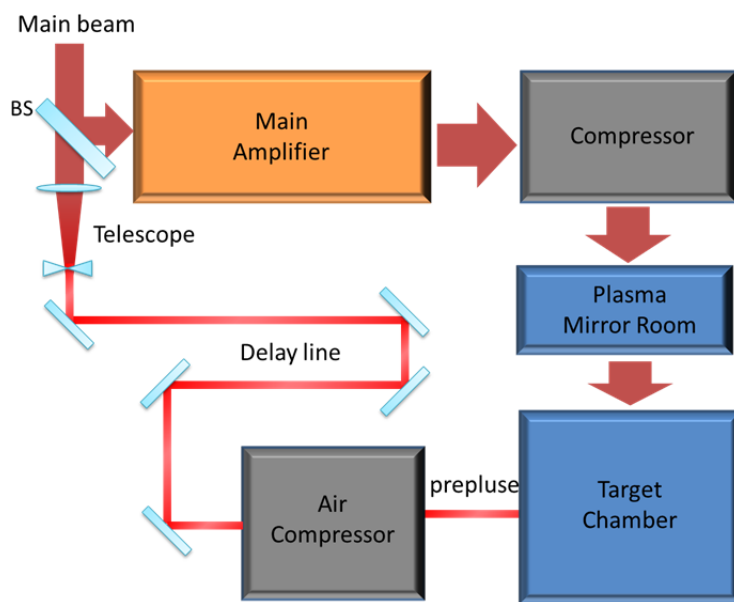 Main beam
BS
Main
Amplifier
Compressor
Telescope
Plasma
Mirror Room
Delay line
Air
Compressor
prepluse
Target
Chamber